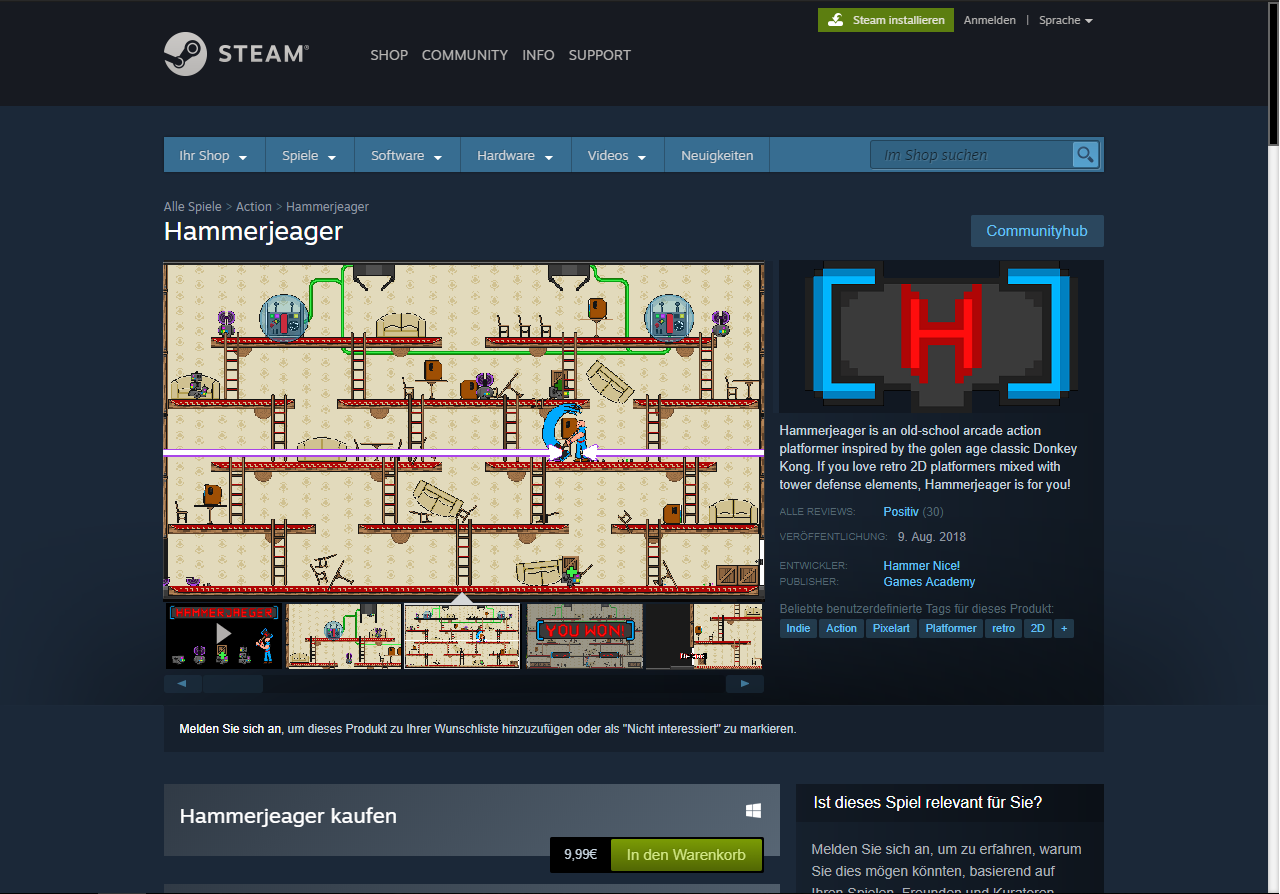 Steam installieren Anmelden | Sprache
STEAM® SHOP COMMUNITY INFO SUPPORT
Ihr Shop Spiele Software Hardware Videos Neuigkeiten Im Shop suchen
Alle Spiele > Action > Hammerjeager
Hammerjeager
Communityhub
H
Hammerjeager is an old-school arcade action
platformer inspired by the golen age classic Donkey
Kong. If you love retro 2D platformers mixed with
tower defense elements, Hammerjeager is for you!
ALLE REVIEWS: Positiv (30)
VERÖFFENTLICHUNG: 9. Aug. 2018
ENTWICKLER: Hammer Nice!
PUBLISHER: Games Academy
Beliebte benutzerdefinierte Tags für dieses Produkt:
Indie Action Pixelart Platformer retro 2D +
HAMMERJEAGER
YOU WON!
Melden Sie sich an, um dieses Produkt zu Ihrer Wunschliste hinzuzufügen oder als "Nicht interessiert" zu markieren.
Hammerjeager kaufen
9,99€ In den Warenkorb
Ist dieses Spiel relevant für Sie?
Melden Sie sich an, um zu erfahren, warum
Sie dies mögen könnten, basierend auf
Ihren Spielen, Freunden und Kuratoren